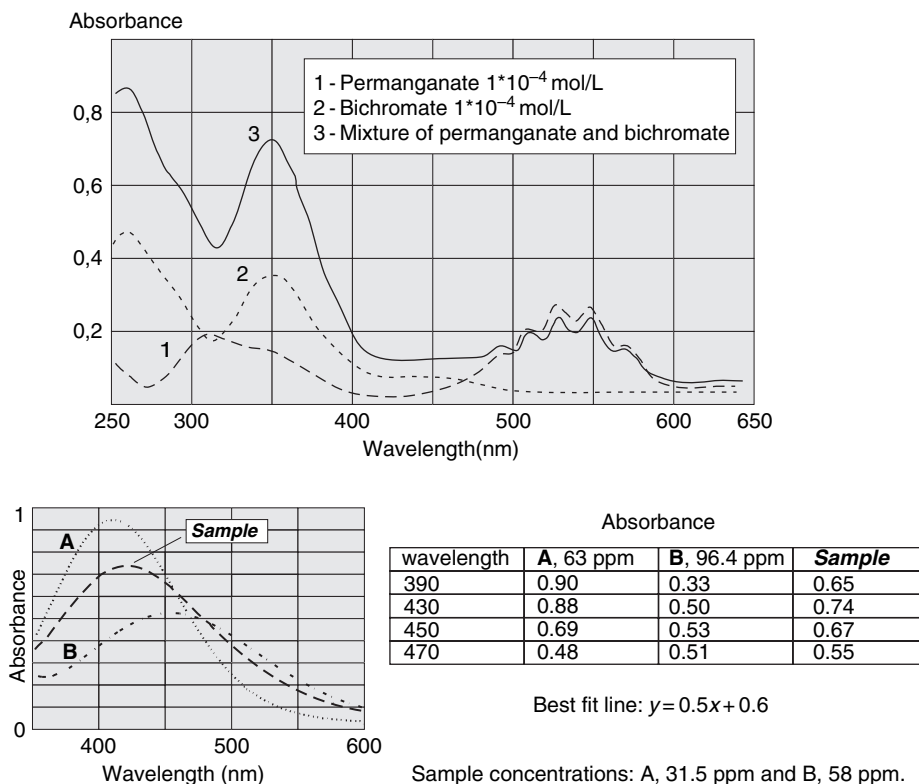 Absorbance
1 - Permanganate 1*10⁻⁴ mol/L
2 - Bichromate 1*10⁻⁴ mol/L
3 - Mixture of permanganate and bichromate
0,8
0,6
0,4
0,2
3
2
1
250 300 400 500 600 650
Wavelength(nm)
1
Absorbance
0
A
Sample
B
400 500 600
Wavelength (nm)
Absorbance
wavelength A, 63 ppm B, 96.4 ppm Sample
390 0.90 0.33 0.65
430 0.88 0.50 0.74
450 0.69 0.53 0.67
470 0.48 0.51 0.55
Best fit line: y = 0.5x + 0.6
Sample concentrations: A, 31.5 ppm and B, 58 ppm.